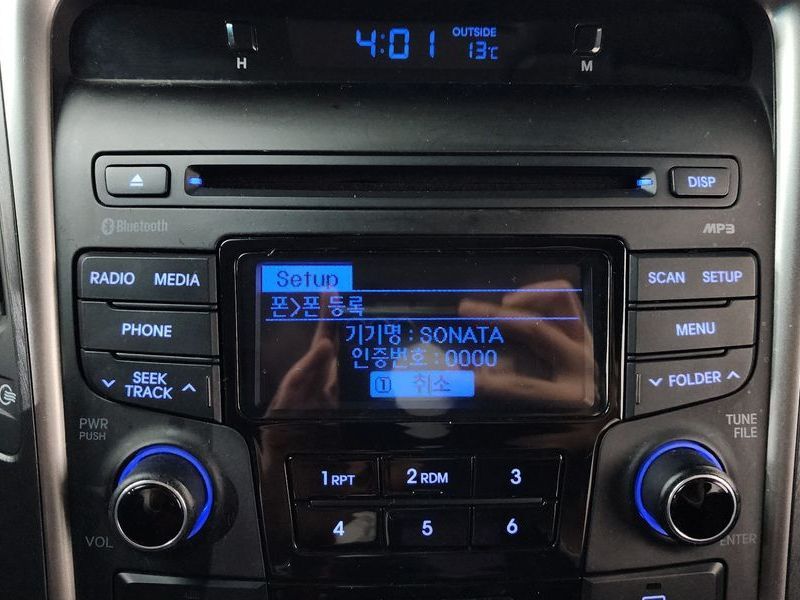 4:01 OUTSIDE 13℃
H M
DISP
Bluetooth MP3
Setup
RADIO MEDIA
SCAN SETUP
폰>폰 등록
PHONE
기기명 : SONATA
MENU
인증번호 : 0000
SEEK
TRACK
① 취소
FOLDER
PWR
PUSH
TUNE
FILE
1 RPT 2 RDM 3
4 5 6
VOL
ENTER